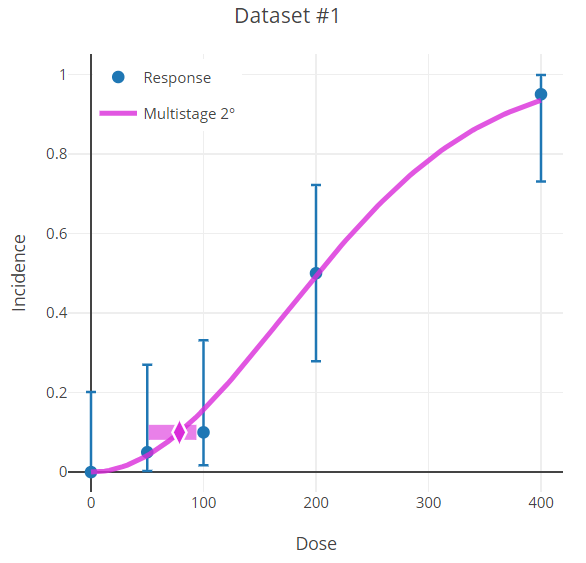 Dataset #1
Response
Multistage 2°
Incidence
1
0.8
0.6
0.4
0.2
0
0 100 200 300 400
Dose